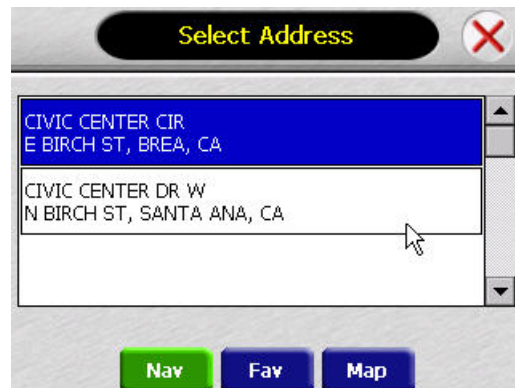 Select Address
CIVIC CENTER CIR
E BIRCH ST, BREA, CA
CIVIC CENTER DR W
N BIRCH ST, SANTA ANA, CA
Nav Fav Map